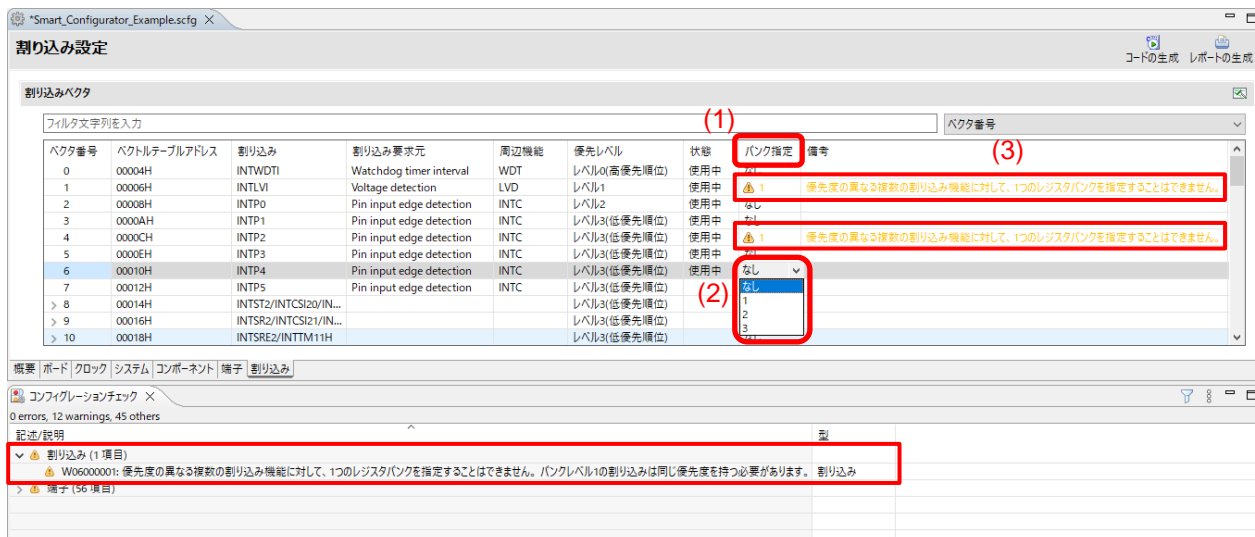 *Smart_Configurator_Example.scfg
割り込み設定
コードの生成 レポートの生成
割り込みベクタ
フィルタ文字列を入力
(1)
ベクタ番号
ベクタ番号 ベクトルテーブルアドレス 割り込み 割り込み要求元 周辺機能 優先レベル 状態 バンク指定 備考
(3)
0 00004H INTWDTI Watchdog timer interval WDT レベル0(高優先順位) 使用中 なし
1 00006H INTLVI Voltage detection LVD レベル1 使用中 1 優先度の異なる複数の割り込み機能に対して、1つのレジスタバンクを指定することはできません。
2 00008H INTP0 Pin input edge detection INTC レベル2 使用中 なし
3 0000AH INTP1 Pin input edge detection INTC レベル3(低優先順位) 使用中 なし
4 0000CH INTP2 Pin input edge detection INTC レベル3(低優先順位) 使用中 1 優先度の異なる複数の割り込み機能に対して、1つのレジスタバンクを指定することはできません。
5 0000EH INTP3 Pin input edge detection INTC レベル3(低優先順位) 使用中 なし
6 00010H INTP4 Pin input edge detection INTC レベル3(低優先順位) 使用中 なし
7 00012H INTP5 Pin input edge detection INTC レベル3(低優先順位) なし
(2)
8 00014H INTST2/INTCSI20/IN... レベル3(低優先順位) 1
9 00016H INTSR2/INTCSI21/IN... レベル3(低優先順位) 2
3
10 00018H INTSRE2/INTTM11H レベル3(低優先順位) なし
概要 ボード クロック システム コンポーネント 端子 割り込み
コンフィグレーションチェック
0 errors, 12 warnings, 45 others
記述/説明 型
割り込み (1 項目)
W06000001: 優先度の異なる複数の割り込み機能に対して、1つのレジスタバンクを指定することはできません。バンクレベル1の割り込みは同じ優先度を持つ必要があります。 割り込み
端子 (56 項目)